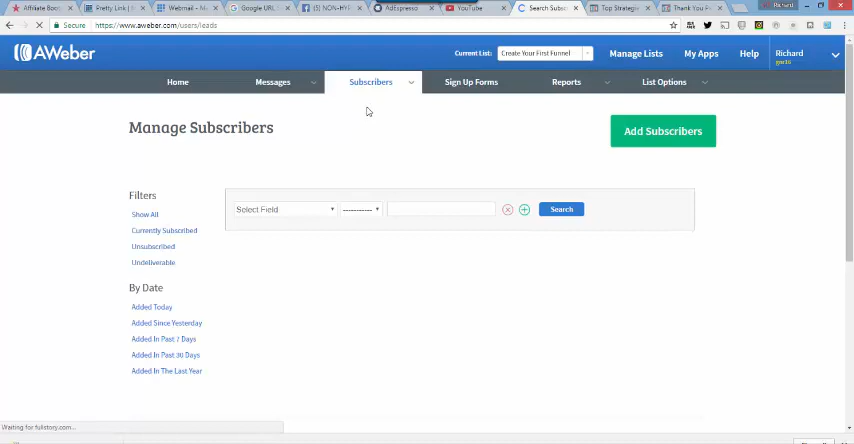 Affiliate Boot
Pretty Link
Webmail - M
Google URL
(5) NON-HYP
AdEspresso
YouTube
Search Subsc
Top Strategie
Thank You P
Richard
Secure
https://www.aweber.com/users/leads
AWeber
Current List:
Create Your First Funnel
Manage Lists
My Apps
Help
Richard
Home
Messages
Subscribers
Sign Up Forms
Reports
List Options
Manage Subscribers
Add Subscribers
Filters
Select Field
-----------
Search
Show All
Currently Subscribed
Unsubscribed
Undeliverable
By Date
Added Today
Added Since Yesterday
Added In Past 7 Days
Added In Past 30 Days
Added In The Last Year
Waiting for fullstory.com...